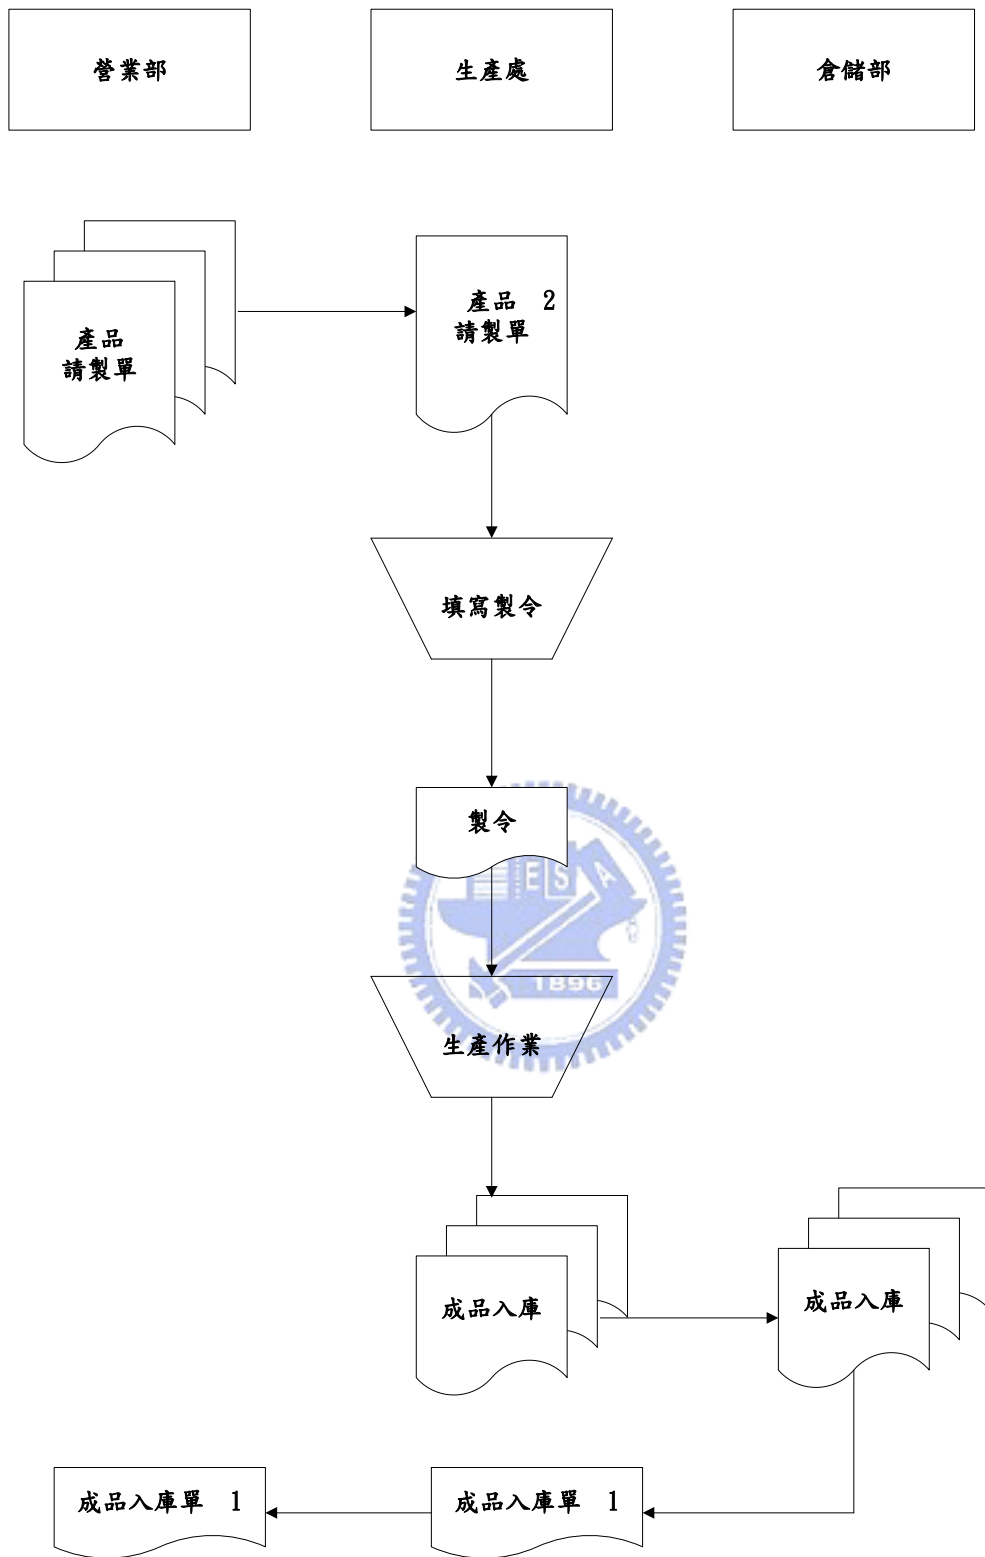 營業部
生產處
倉儲部
產品 2
請製單
產品
請製單
填寫製令
製令
ESA
1896
生產作業
成品入庫
成品入庫
成品入庫單 1
成品入庫單 1